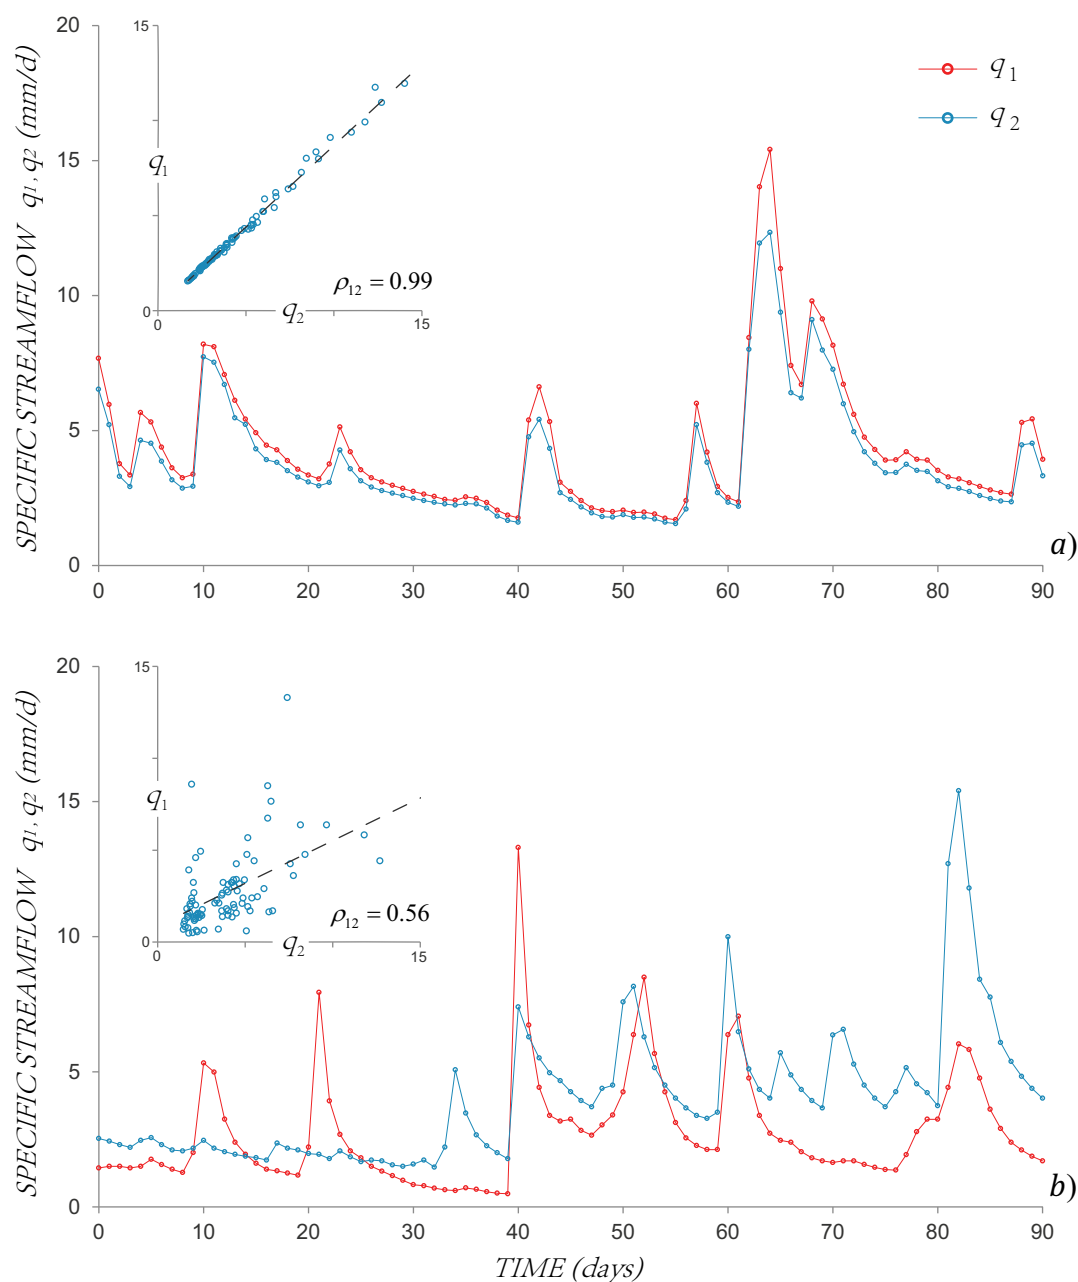 20
15
10
5
0
SPECIFIC STREAMFLOW q1, q2 (mm/d)
15
q1
0
0
q2
15
ρ12 = 0.99
q1
q2
a)
0 10 20 30 40 50 60 70 80 90
20
15
10
5
0
SPECIFIC STREAMFLOW q1, q2 (mm/d)
15
q1
0
0
q2
15
ρ12 = 0.56
b)
0 10 20 30 40 50 60 70 80 90
TIME (days)